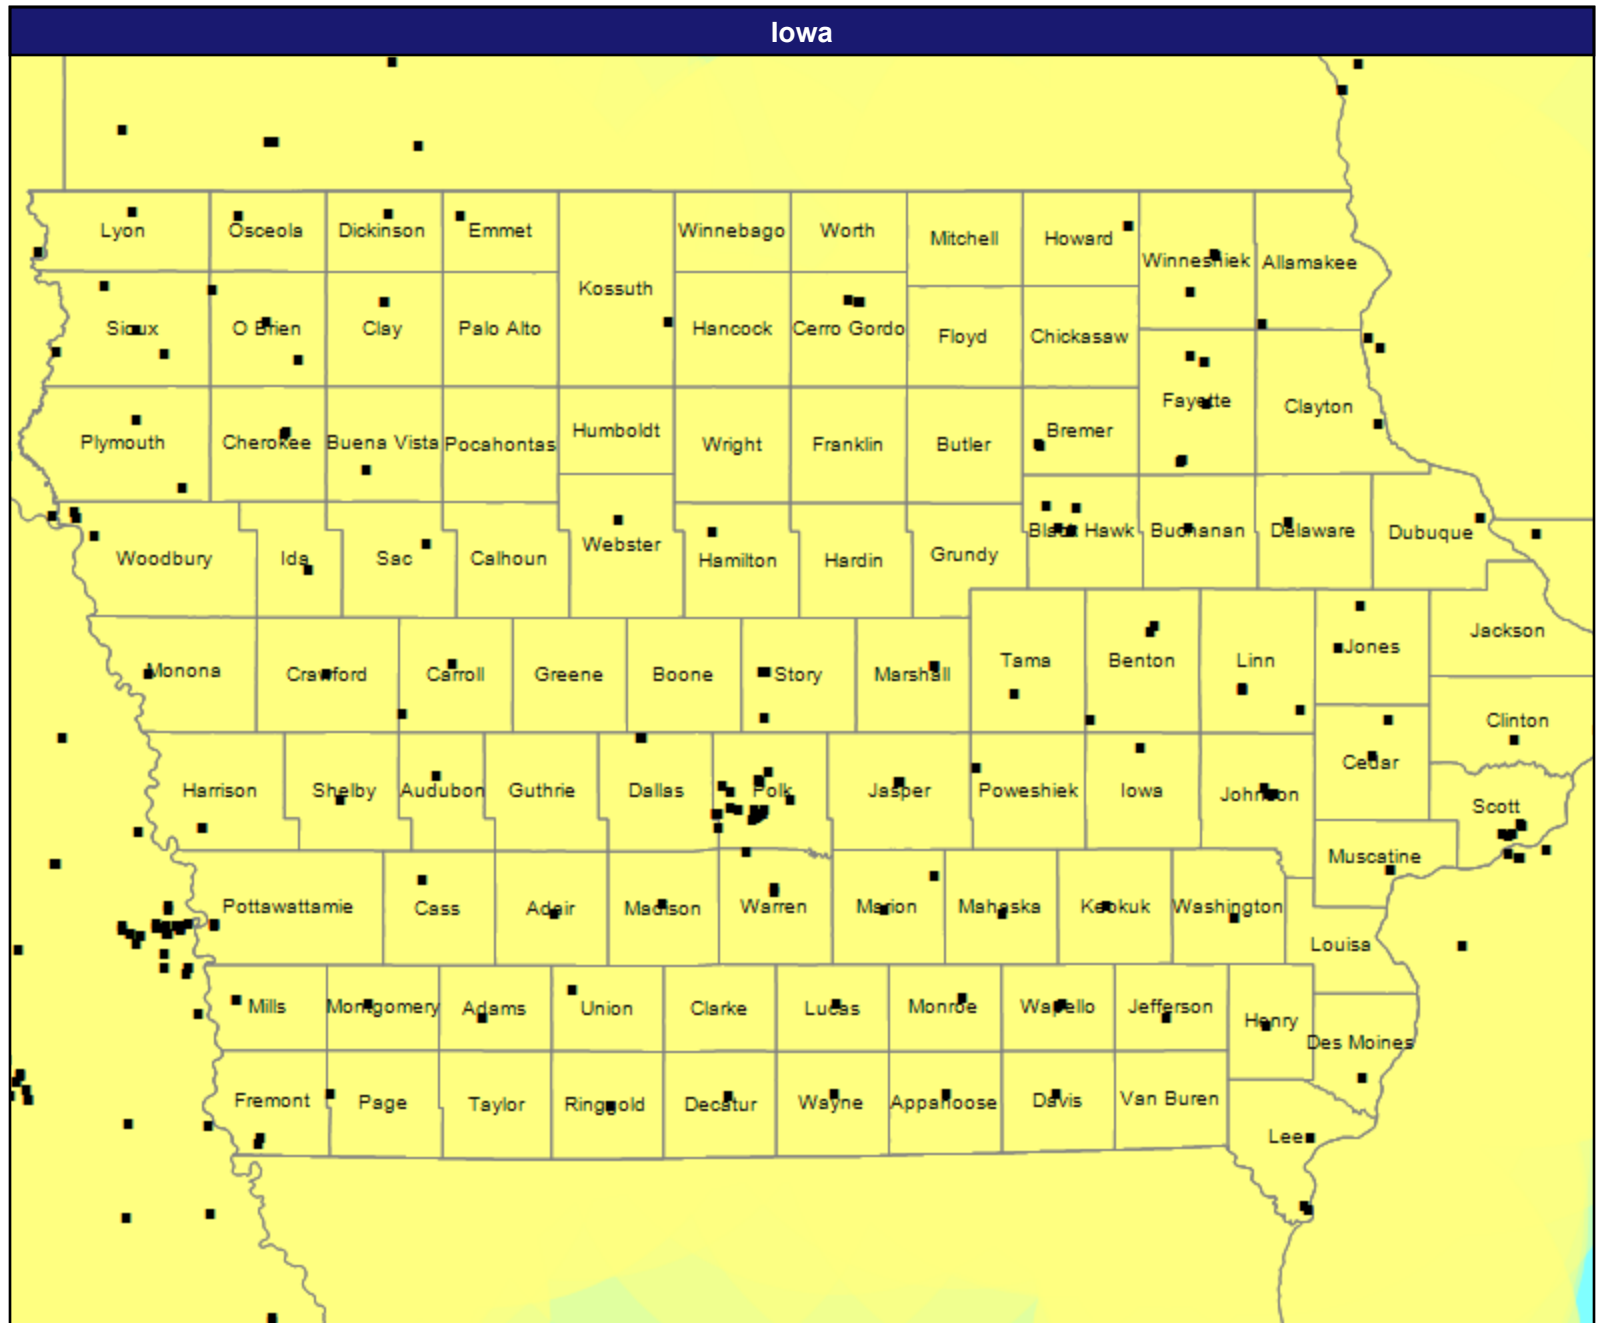 Iowa
Lyon Osceola Dickinson Emmet Winnebago Worth Mitchell Howard
Winneshiek Allamakee
Kossuth
Sioux O Brien Clay Palo Alto Hancock Cerro Gordo Floyd Chickasaw
Fayette Clayton
Plymouth Cherokee Buena Vista Pocahontas Humboldt Wright Franklin Butler Bremer
Woodbury Ida Sac Calhoun Webster Hamilton Hardin Grundy Black Hawk Buchanan Delaware Dubuque
Monona Crawford Carroll Greene Boone Story Marshall Tama Benton Linn Jones Jackson
Clinton
Harrison Shelby Audubon Guthrie Dallas Polk Jasper Poweshiek Iowa Johnson Cedar
Scott
Muscatine
Pottawattamie Cass Adair Madison Warren Marion Mahaska Keokuk Washington
Louisa
Mills Montgomery Adams Union Clarke Lucas Monroe Wapello Jefferson Henry
Des Moines
Fremont Page Taylor Ringgold Decatur Wayne Appanoose Davis Van Buren
Lee